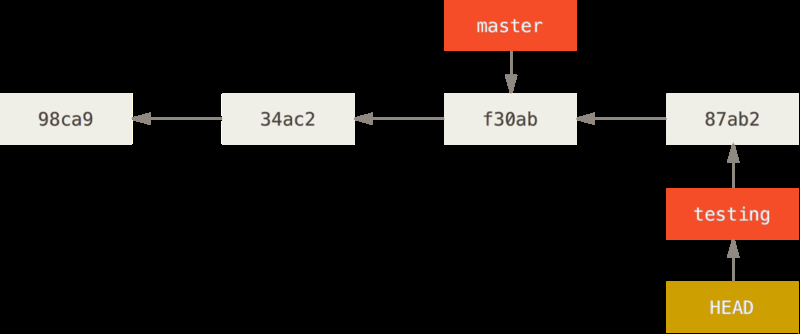 master
98ca9
34ac2
f30ab
87ab2
testing
HEAD